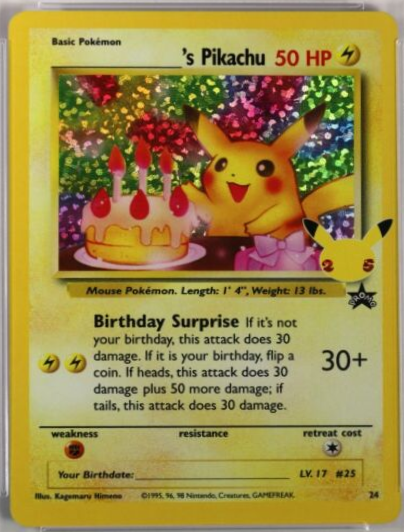 Basic Pokémon
________'s Pikachu 50 HP
25
Mouse Pokémon. Length: 1' 4", Weight: 13 lbs.
PROMO
Birthday Surprise If it's not
your birthday, this attack does 30
damage. If it is your birthday, flip a
coin. If heads, this attack does 30
damage plus 50 more damage; if
tails, this attack does 30 damage.
30+
weakness resistance retreat cost
Your Birthdate:________ LV. 17 #25
Illus. Kagemaru Himeno ©1995, 96, 98 Nintendo, Creatures, GAMEFREAK. 24